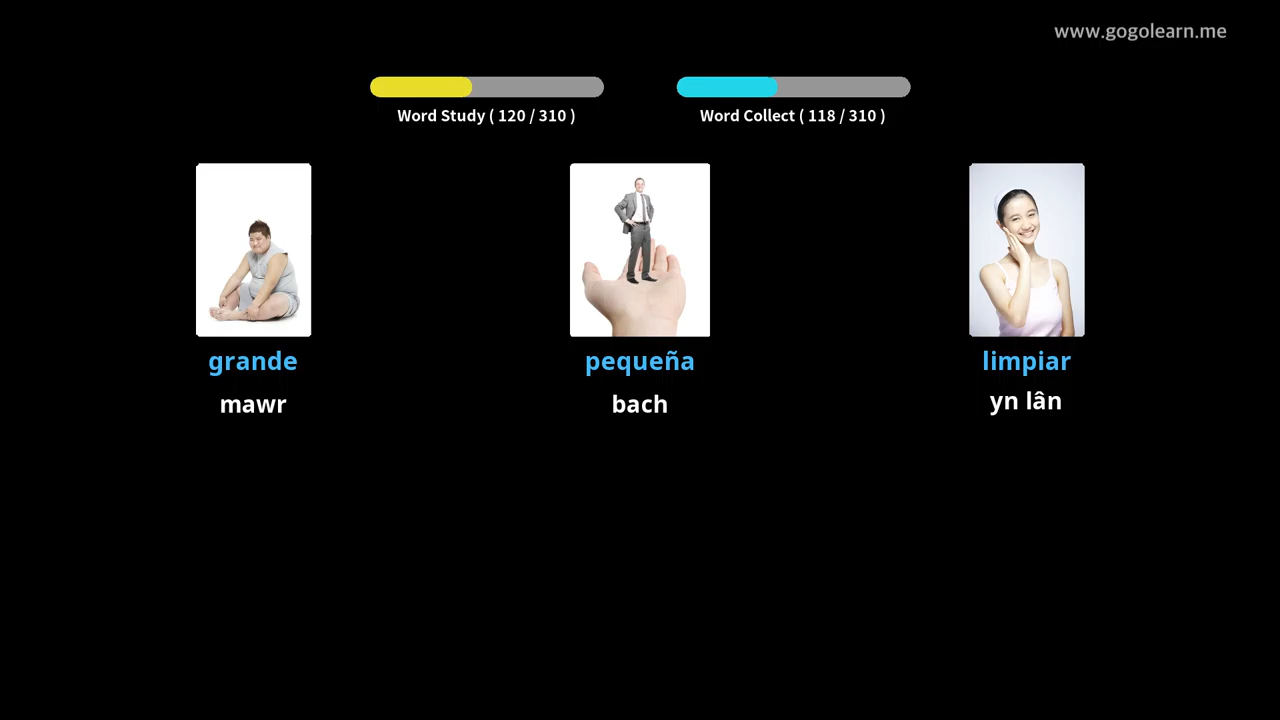 www.gogolearn.me
Word Study ( 120 / 310 )
Word Collect ( 118 / 310 )
grande
pequeña
limpiar
mawr
bach
yn lân